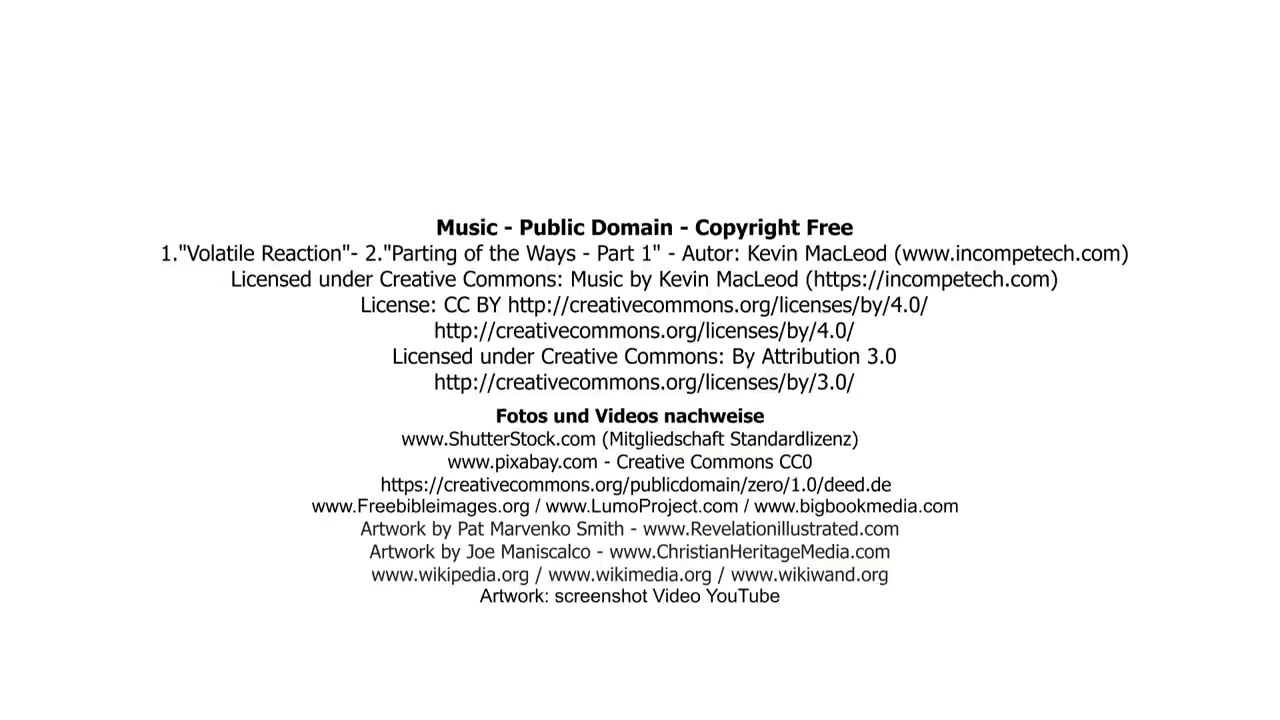 Music - Public Domain - Copyright Free
1."Volatile Reaction"- 2."Parting of the Ways - Part 1" - Autor: Kevin MacLeod (www.incompetech.com)
Licensed under Creative Commons: Music by Kevin MacLeod (https://incompetech.com)
License: CC BY http://creativecommons.org/licenses/by/4.0/
http://creativecommons.org/licenses/by/4.0/
Licensed under Creative Commons: By Attribution 3.0
http://creativecommons.org/licenses/by/3.0/
Fotos und Videos nachweise
www.ShutterStock.com (Mitgliedschaft Standardlizenz)
www.pixabay.com - Creative Commons CC0
https://creativecommons.org/publicdomain/zero/1.0/deed.de
www.Freebibleimages.org / www.LumoProject.com / www.bigbookmedia.com
Artwork by Pat Marvenko Smith - www.Revelationillustrated.com
Artwork by Joe Maniscalco - www.ChristianHeritageMedia.com
www.wikipedia.org / www.wikimedia.org / www.wikiwand.org
Artwork: screenshot Video YouTube